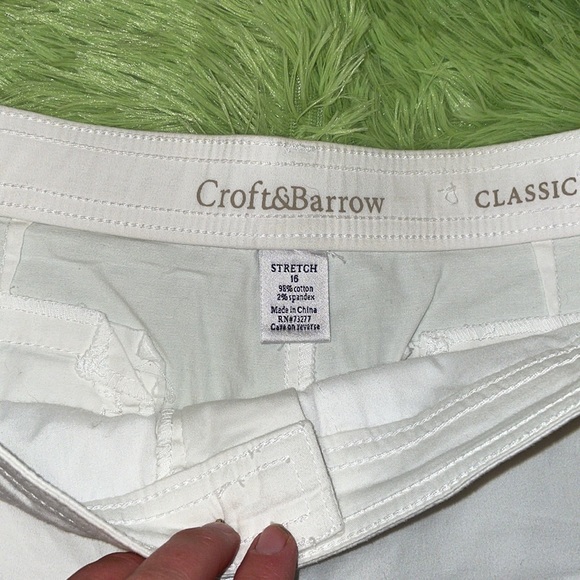 Croft&Barrow CLASSIC
STRETCH
16
98% cotton
2% spandex
Made in China
RN#73277
Care on reverse